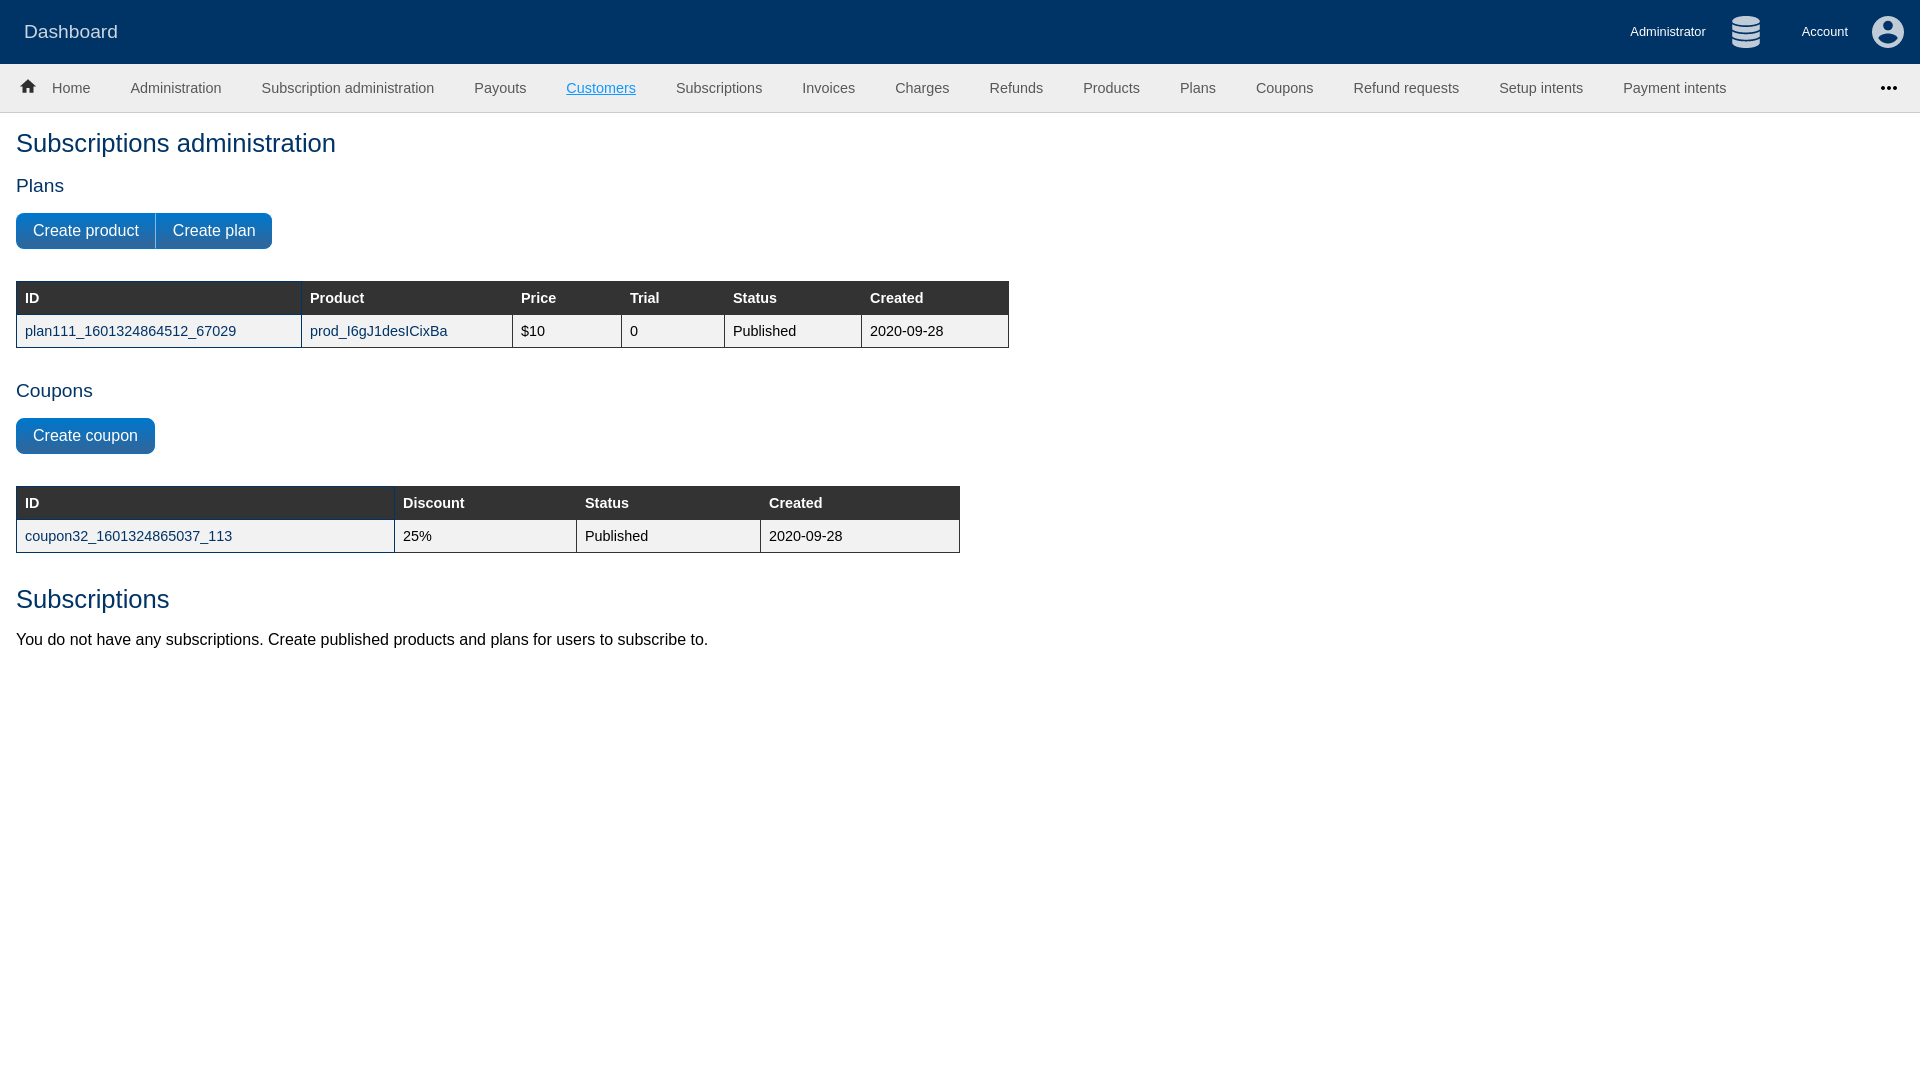 Dashboard Administrator Account
Home Administration Subscription administration Payouts Customers Subscriptions Invoices Charges Refunds Products Plans Coupons Refund requests Setup intents Payment intents
Subscriptions administration
Plans
Create product Create plan
ID Product Price Trial Status Created
plan111_1601324864512_67029 prod_I6gJ1desICixBa $10 0 Published 2020-09-28
Coupons
Create coupon
ID Discount Status Created
coupon32_1601324865037_113 25% Published 2020-09-28
Subscriptions
You do not have any subscriptions. Create published products and plans for users to subscribe to.